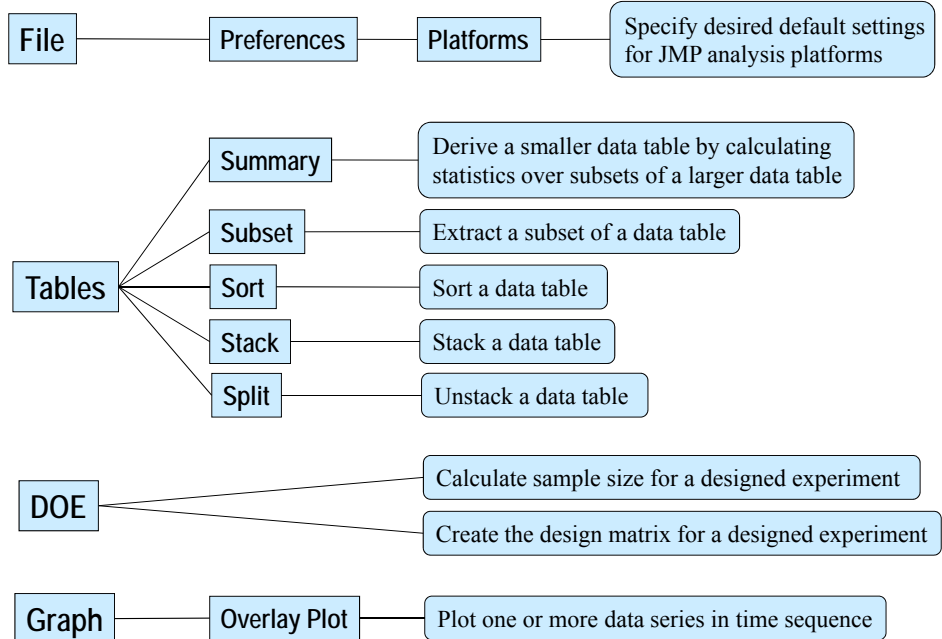 File
Preferences
Platforms
Specify desired default settings
for JMP analysis platforms
Tables
Summary
Derive a smaller data table by calculating
statistics over subsets of a larger data table
Subset
Extract a subset of a data table
Sort
Sort a data table
Stack
Stack a data table
Split
Unstack a data table
DOE
Calculate sample size for a designed experiment
Create the design matrix for a designed experiment
Graph
Overlay Plot
Plot one or more data series in time sequence